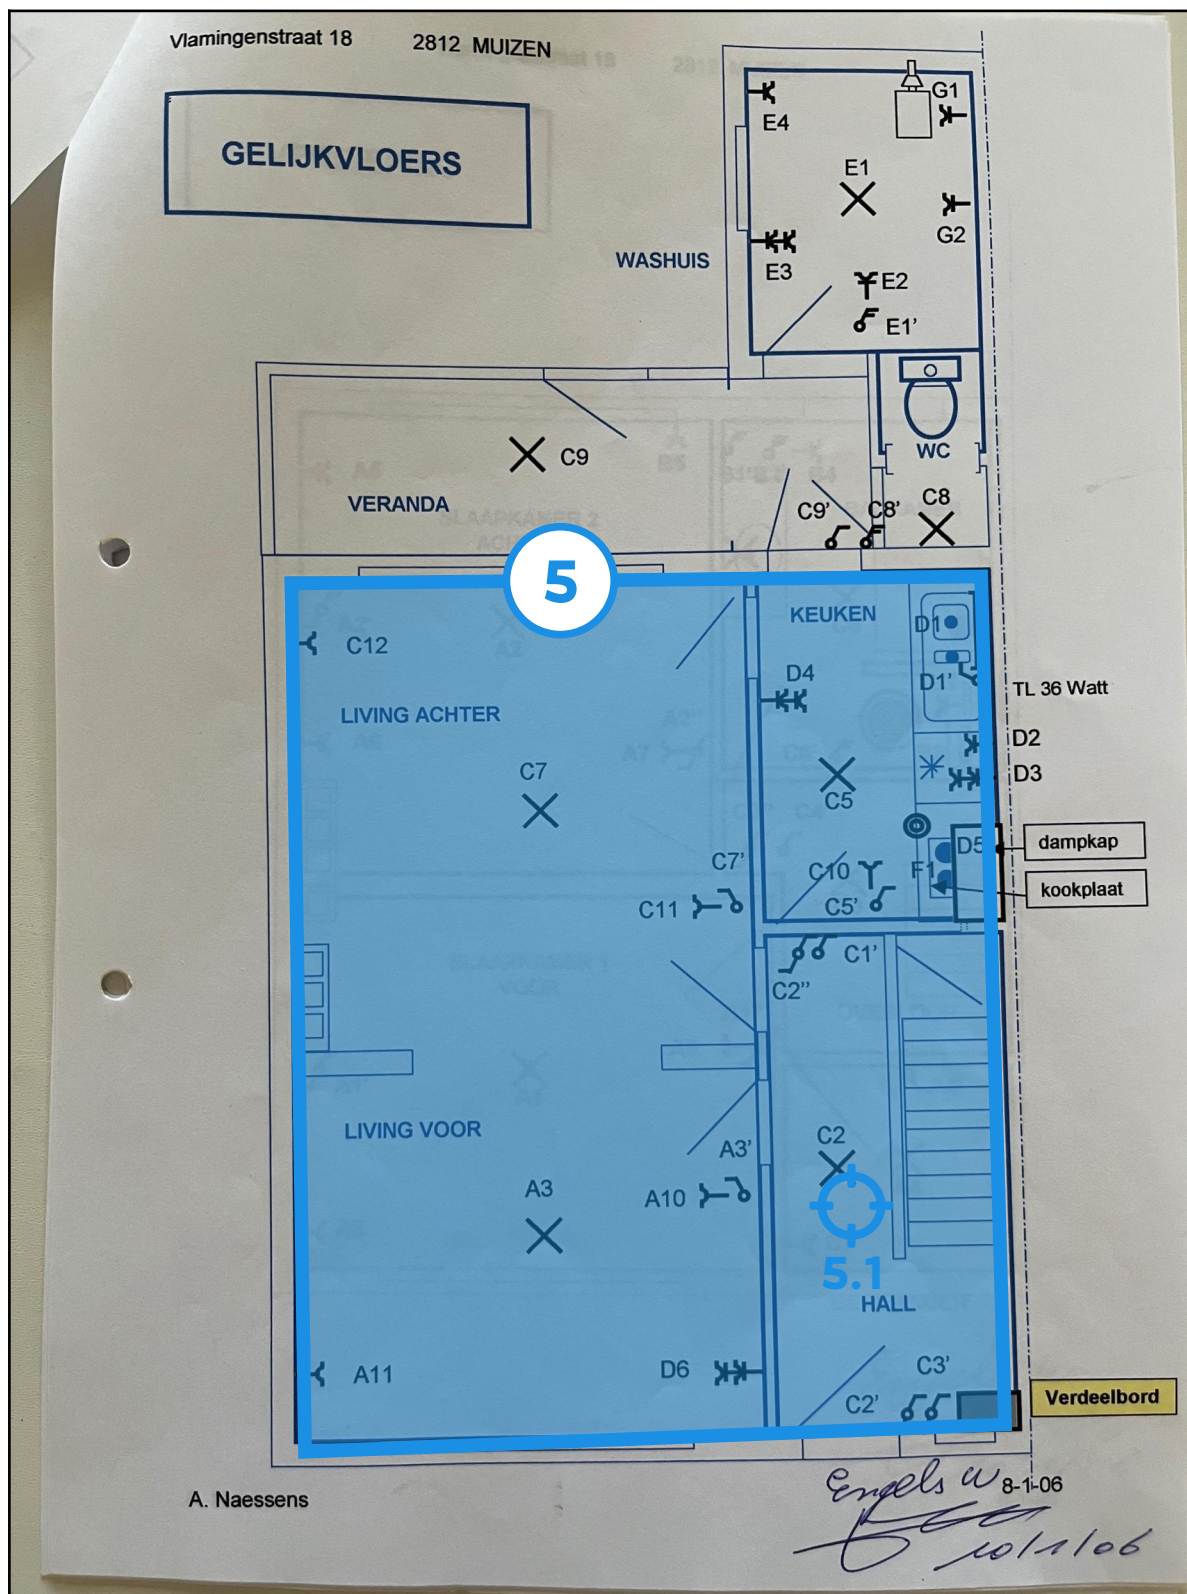 Vlamingenstraat 18 2812 MUIZEN
GELIJKVLOERS
E4
G1
E1
G2
WASHUIS
E3
E2
E1’
WC
C9
VERANDA
C9’
C8’
C8
5
KEUKEN
D1
C12
D4
D1’
TL 36 Watt
LIVING ACHTER
D2
C7
D3
C5
dampkap
D5
C7’
C10
F1
kookplaat
C11
C5’
C1’
C2’’
LIVING VOOR
C2
A3’
A3
A10
5.1
HALL
A11
D6
C3’
C2’
Verdeelbord
A. Naessens
Engels W
8-1-06
10/1/06